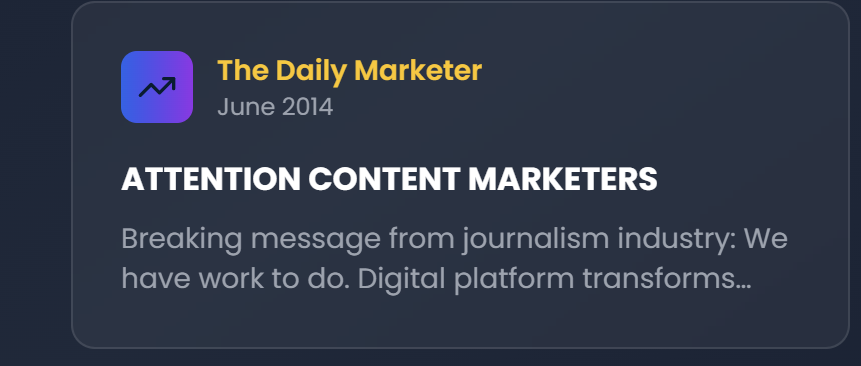 The Daily Marketer
June 2014
ATTENTION CONTENT MARKETERS
Breaking message from journalism industry: We
have work to do. Digital platform transforms...